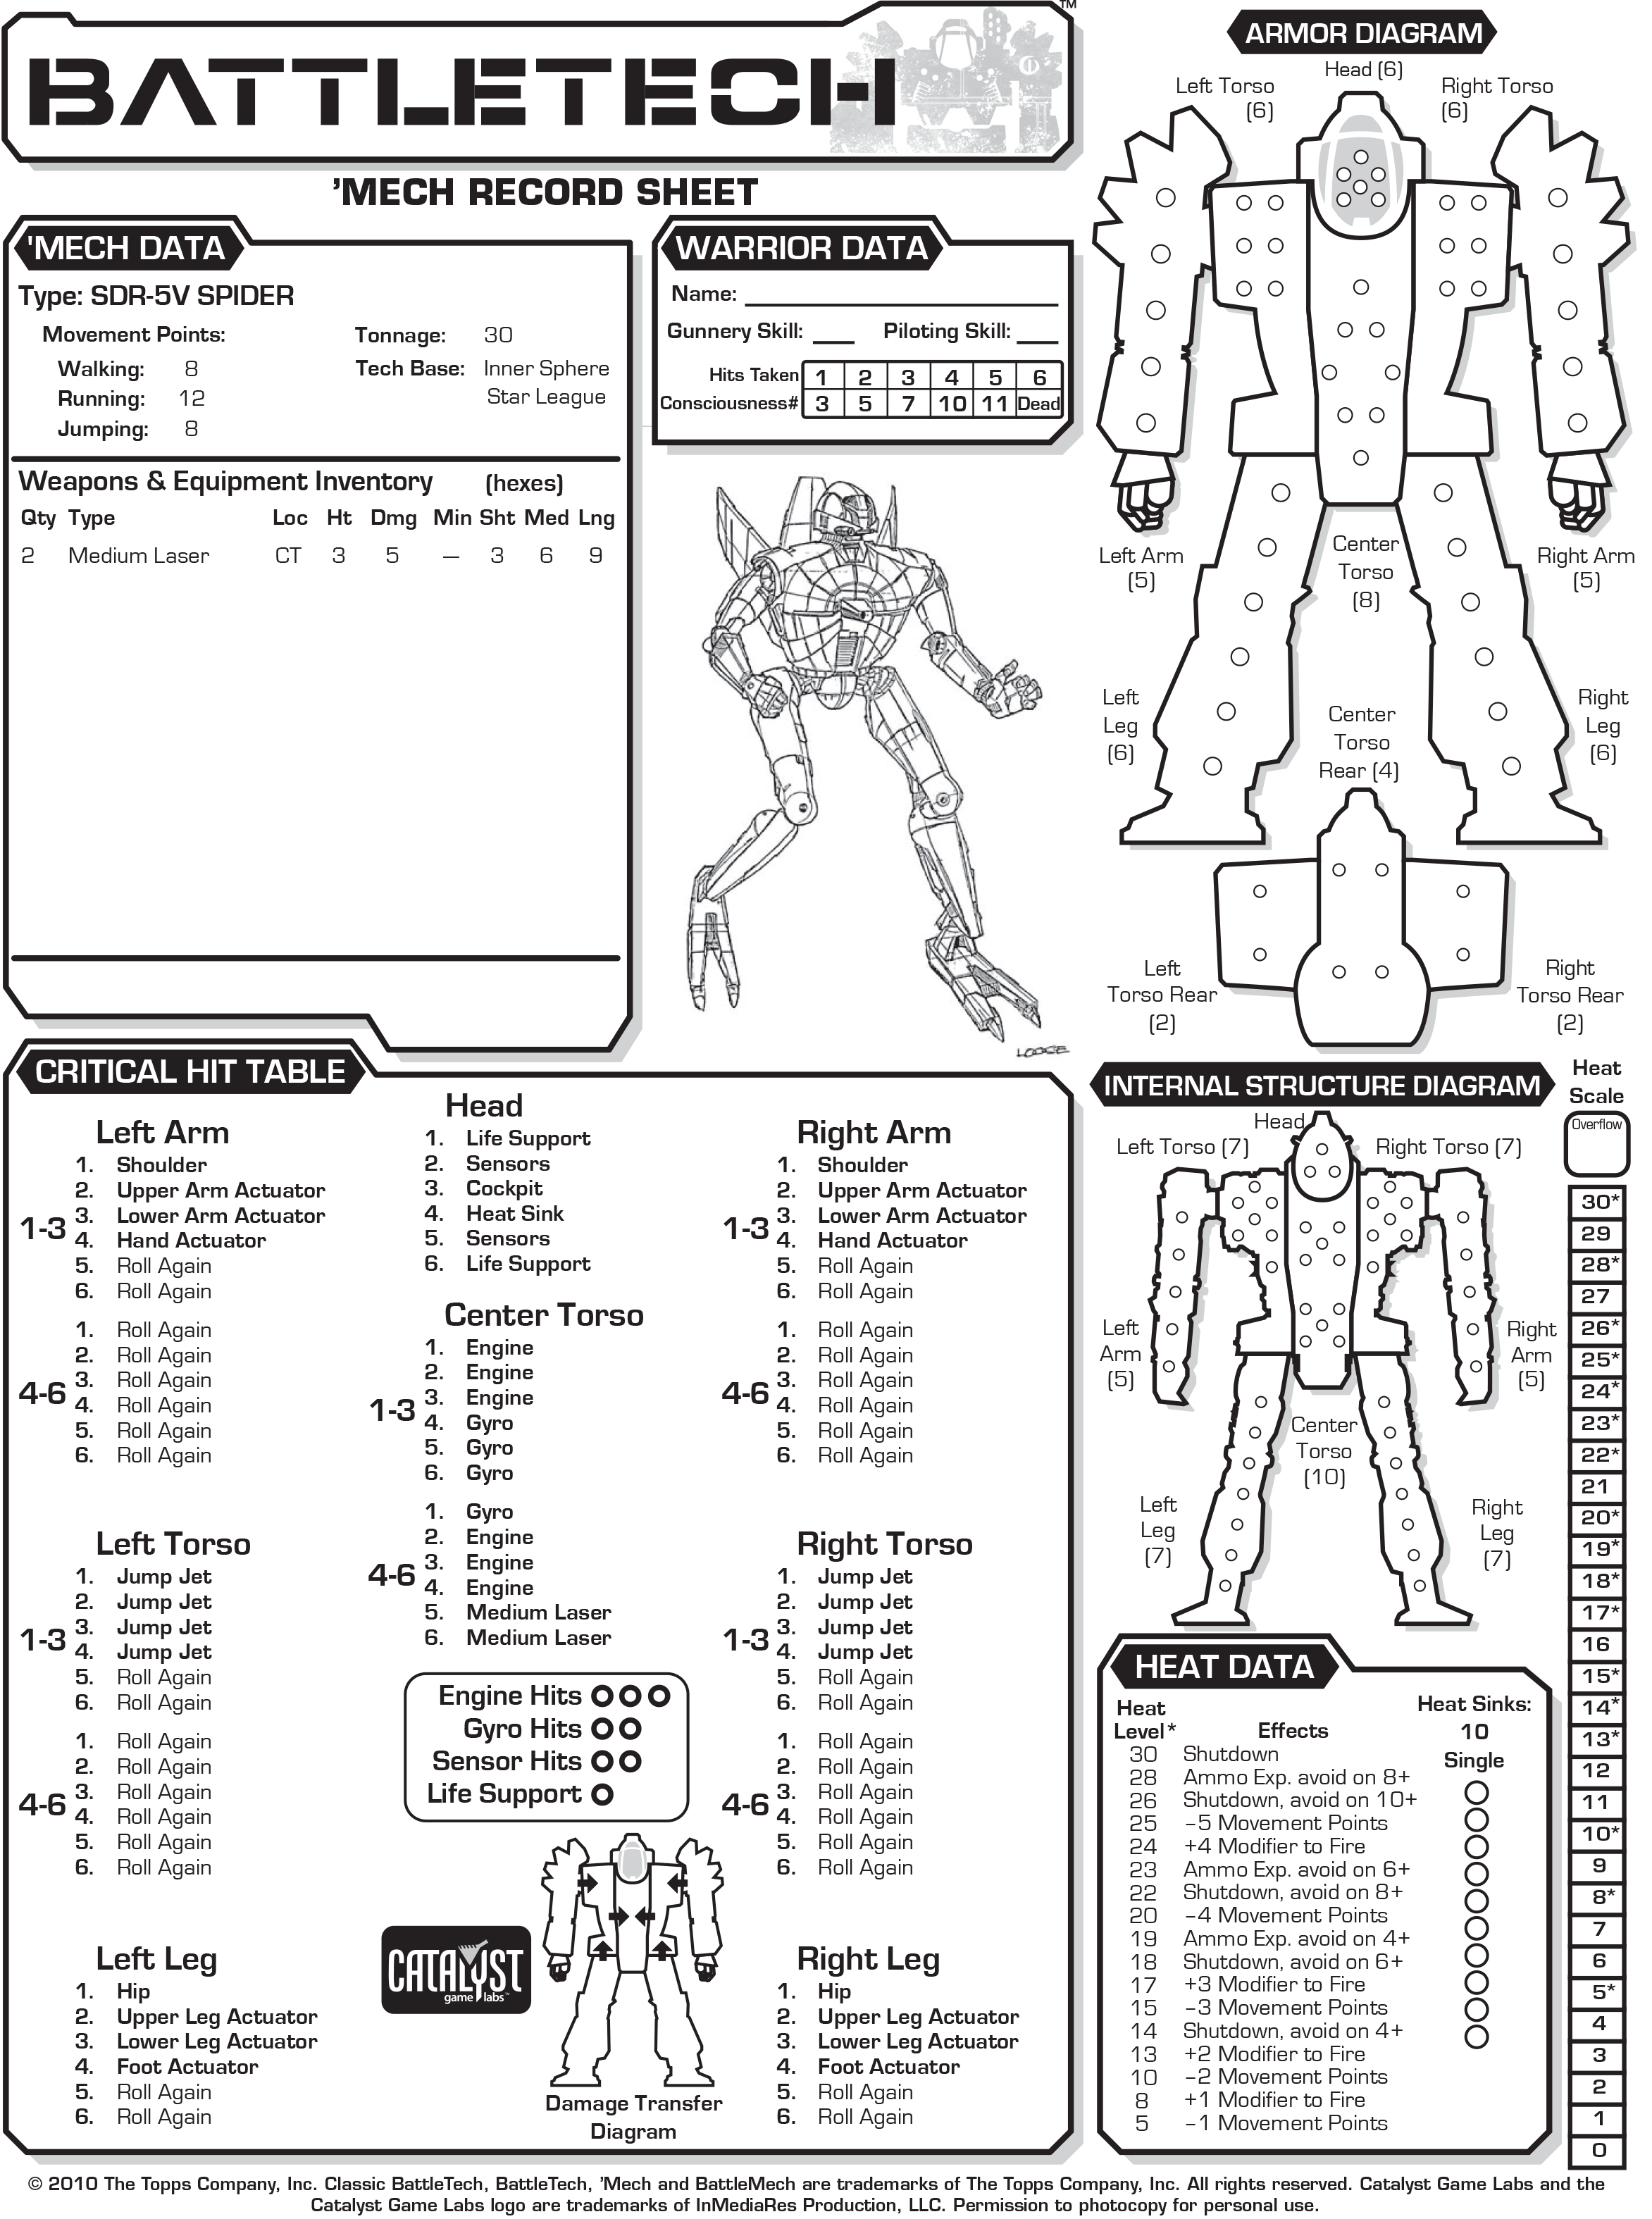 BATTLETECH
TM
'MECH RECORD SHEET
'MECH DATA
Type: SDR-5V SPIDER
Movement Points:
Walking: 8
Running: 12
Jumping: 8
Tonnage: 30
Tech Base: Inner Sphere
Star League
Weapons & Equipment Inventory (hexes)
Qty Type Loc Ht Dmg Min Sht Med Lng
2 Medium Laser CT 3 5 — 3 6 9
WARRIOR DATA
Name:
Gunnery Skill: Piloting Skill:
Hits Taken 1 2 3 4 5 6
Consciousness# 3 5 7 10 11 Dead
LOOSE
ARMOR DIAGRAM
Head (6)
Left Torso
(6)
Right Torso
(6)
Left Arm
(5)
Center
Torso
(8)
Right Arm
(5)
Left
Leg
(6)
Center
Torso
Rear (4)
Right
Leg
(6)
Left
Torso Rear
(2)
Right
Torso Rear
(2)
CRITICAL HIT TABLE
Left Arm
1. Shoulder
2. Upper Arm Actuator
1-3
3. Lower Arm Actuator
4. Hand Actuator
5. Roll Again
6. Roll Again
1. Roll Again
2. Roll Again
4-6
3. Roll Again
4. Roll Again
5. Roll Again
6. Roll Again
Left Torso
1. Jump Jet
2. Jump Jet
1-3
3. Jump Jet
4. Jump Jet
5. Roll Again
6. Roll Again
1. Roll Again
2. Roll Again
4-6
3. Roll Again
4. Roll Again
5. Roll Again
6. Roll Again
Left Leg
1. Hip
2. Upper Leg Actuator
3. Lower Leg Actuator
4. Foot Actuator
5. Roll Again
6. Roll Again
Head
1. Life Support
2. Sensors
3. Cockpit
4. Heat Sink
5. Sensors
6. Life Support
Center Torso
1. Engine
2. Engine
1-3
3. Engine
4. Gyro
5. Gyro
6. Gyro
1. Gyro
2. Engine
4-6
3. Engine
4. Engine
5. Medium Laser
6. Medium Laser
Engine Hits
Gyro Hits
Sensor Hits
Life Support
CATALYST
game labs™
Damage Transfer
Diagram
Right Arm
1. Shoulder
2. Upper Arm Actuator
1-3
3. Lower Arm Actuator
4. Hand Actuator
5. Roll Again
6. Roll Again
1. Roll Again
2. Roll Again
4-6
3. Roll Again
4. Roll Again
5. Roll Again
6. Roll Again
Right Torso
1. Jump Jet
2. Jump Jet
1-3
3. Jump Jet
4. Jump Jet
5. Roll Again
6. Roll Again
1. Roll Again
2. Roll Again
4-6
3. Roll Again
4. Roll Again
5. Roll Again
6. Roll Again
Right Leg
1. Hip
2. Upper Leg Actuator
3. Lower Leg Actuator
4. Foot Actuator
5. Roll Again
6. Roll Again
INTERNAL STRUCTURE DIAGRAM
Head
Left Torso (7)
Right Torso (7)
Left
Arm
(5)
Right
Arm
(5)
Center
Torso
(10)
Left
Leg
(7)
Right
Leg
(7)
Heat
Scale
Overflow
30*
29
28*
27
26*
25*
24*
23*
22*
21
20*
19*
18*
17*
16
15*
14*
13*
12
11
10*
9
8*
7
6
5*
4
3
2
1
0
HEAT DATA
Heat
Level* Effects
30 Shutdown
28 Ammo Exp. avoid on 8+
26 Shutdown, avoid on 10+
25 –5 Movement Points
24 +4 Modifier to Fire
23 Ammo Exp. avoid on 6+
22 Shutdown, avoid on 8+
20 –4 Movement Points
19 Ammo Exp. avoid on 4+
18 Shutdown, avoid on 6+
17 +3 Modifier to Fire
15 –3 Movement Points
14 Shutdown, avoid on 4+
13 +2 Modifier to Fire
10 –2 Movement Points
8 +1 Modifier to Fire
5 –1 Movement Points
Heat Sinks:
10
Single
© 2010 The Topps Company, Inc. Classic BattleTech, BattleTech, 'Mech and BattleMech are trademarks of The Topps Company, Inc. All rights reserved. Catalyst Game Labs and the
Catalyst Game Labs logo are trademarks of InMediaRes Production, LLC. Permission to photocopy for personal use.